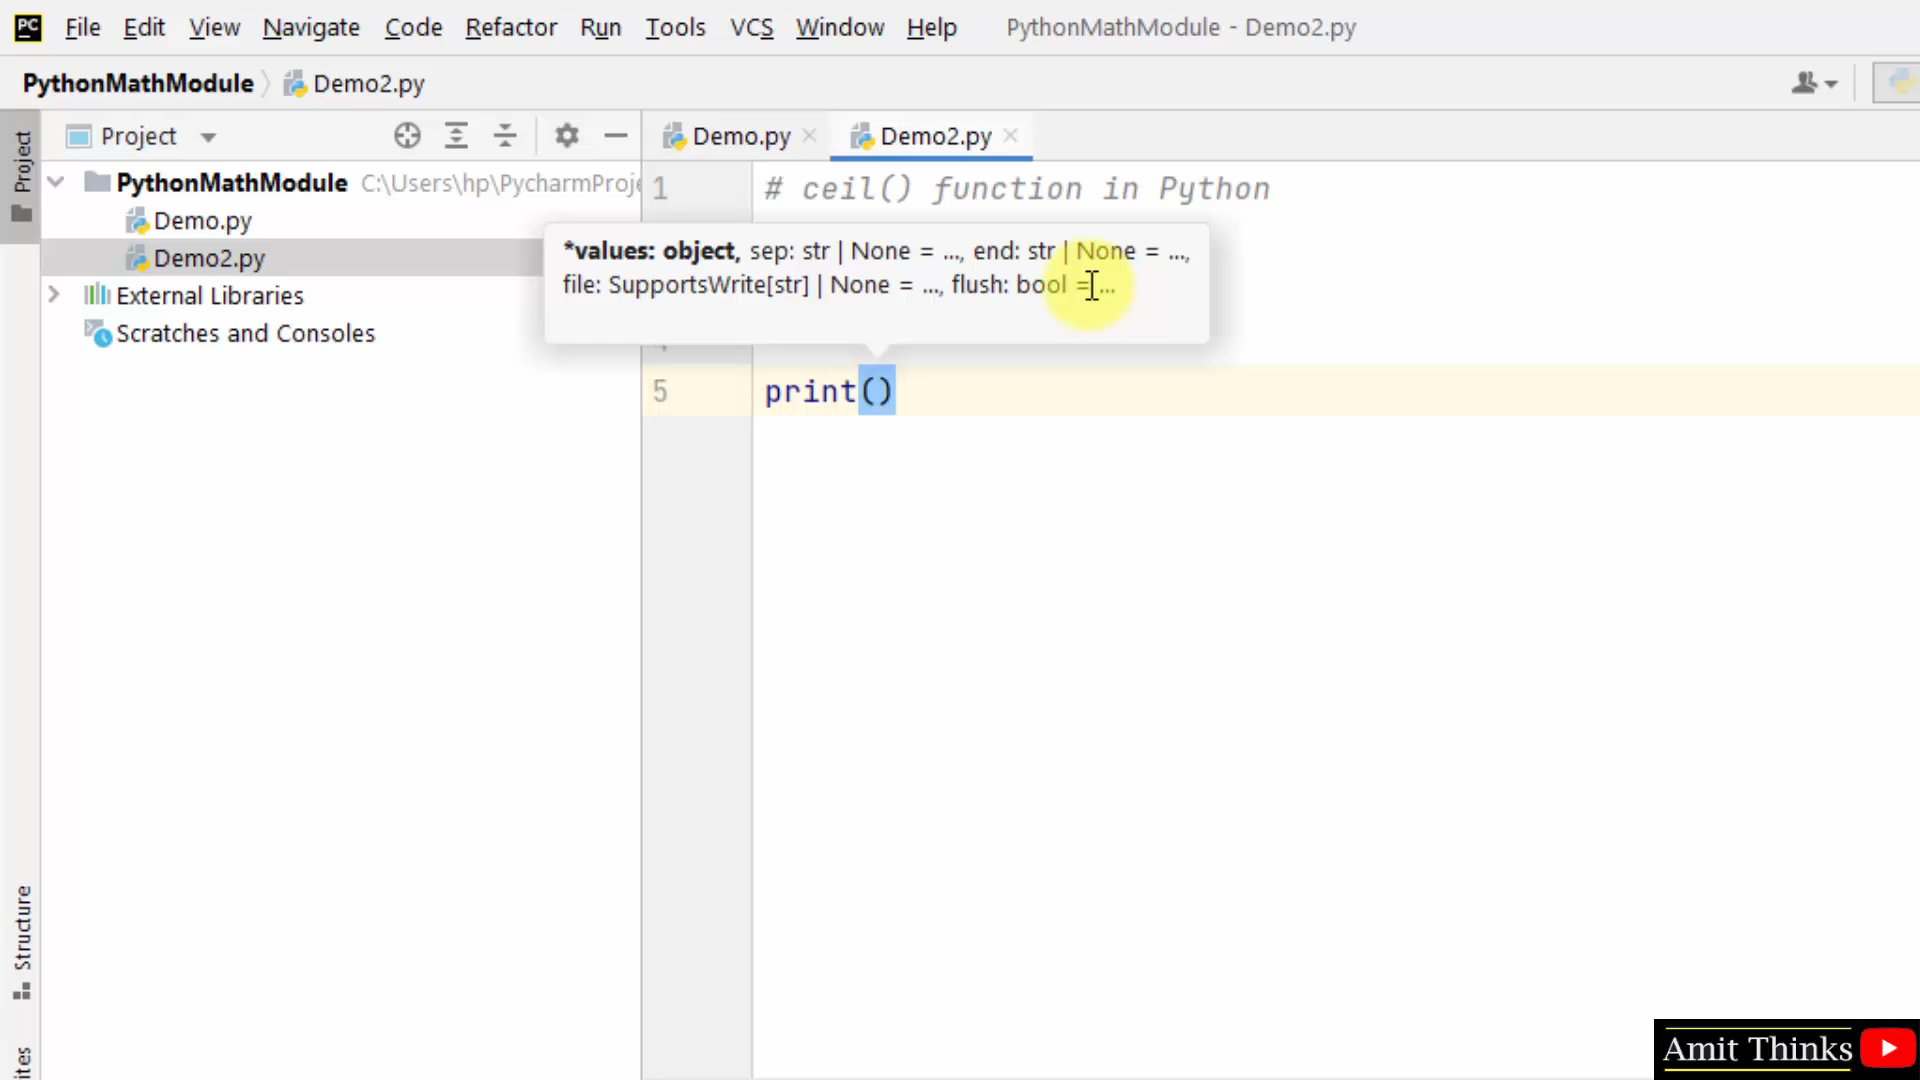 PC File Edit View Navigate Code Refactor Run Tools VCS Window Help PythonMathModule - Demo2.py
PythonMathModule Demo2.py
Project
Project
Demo.py Demo2.py
PythonMathModule C:\Users\hp\PycharmProje
Demo.py
Demo2.py
External Libraries
Scratches and Consoles
1 # ceil() function in Python
*values: object, sep: str | None = ..., end: str | None = ...,
file: SupportsWrite[str] | None = ..., flush: bool = ...
5 print()
Structure
ites
Amit Thinks